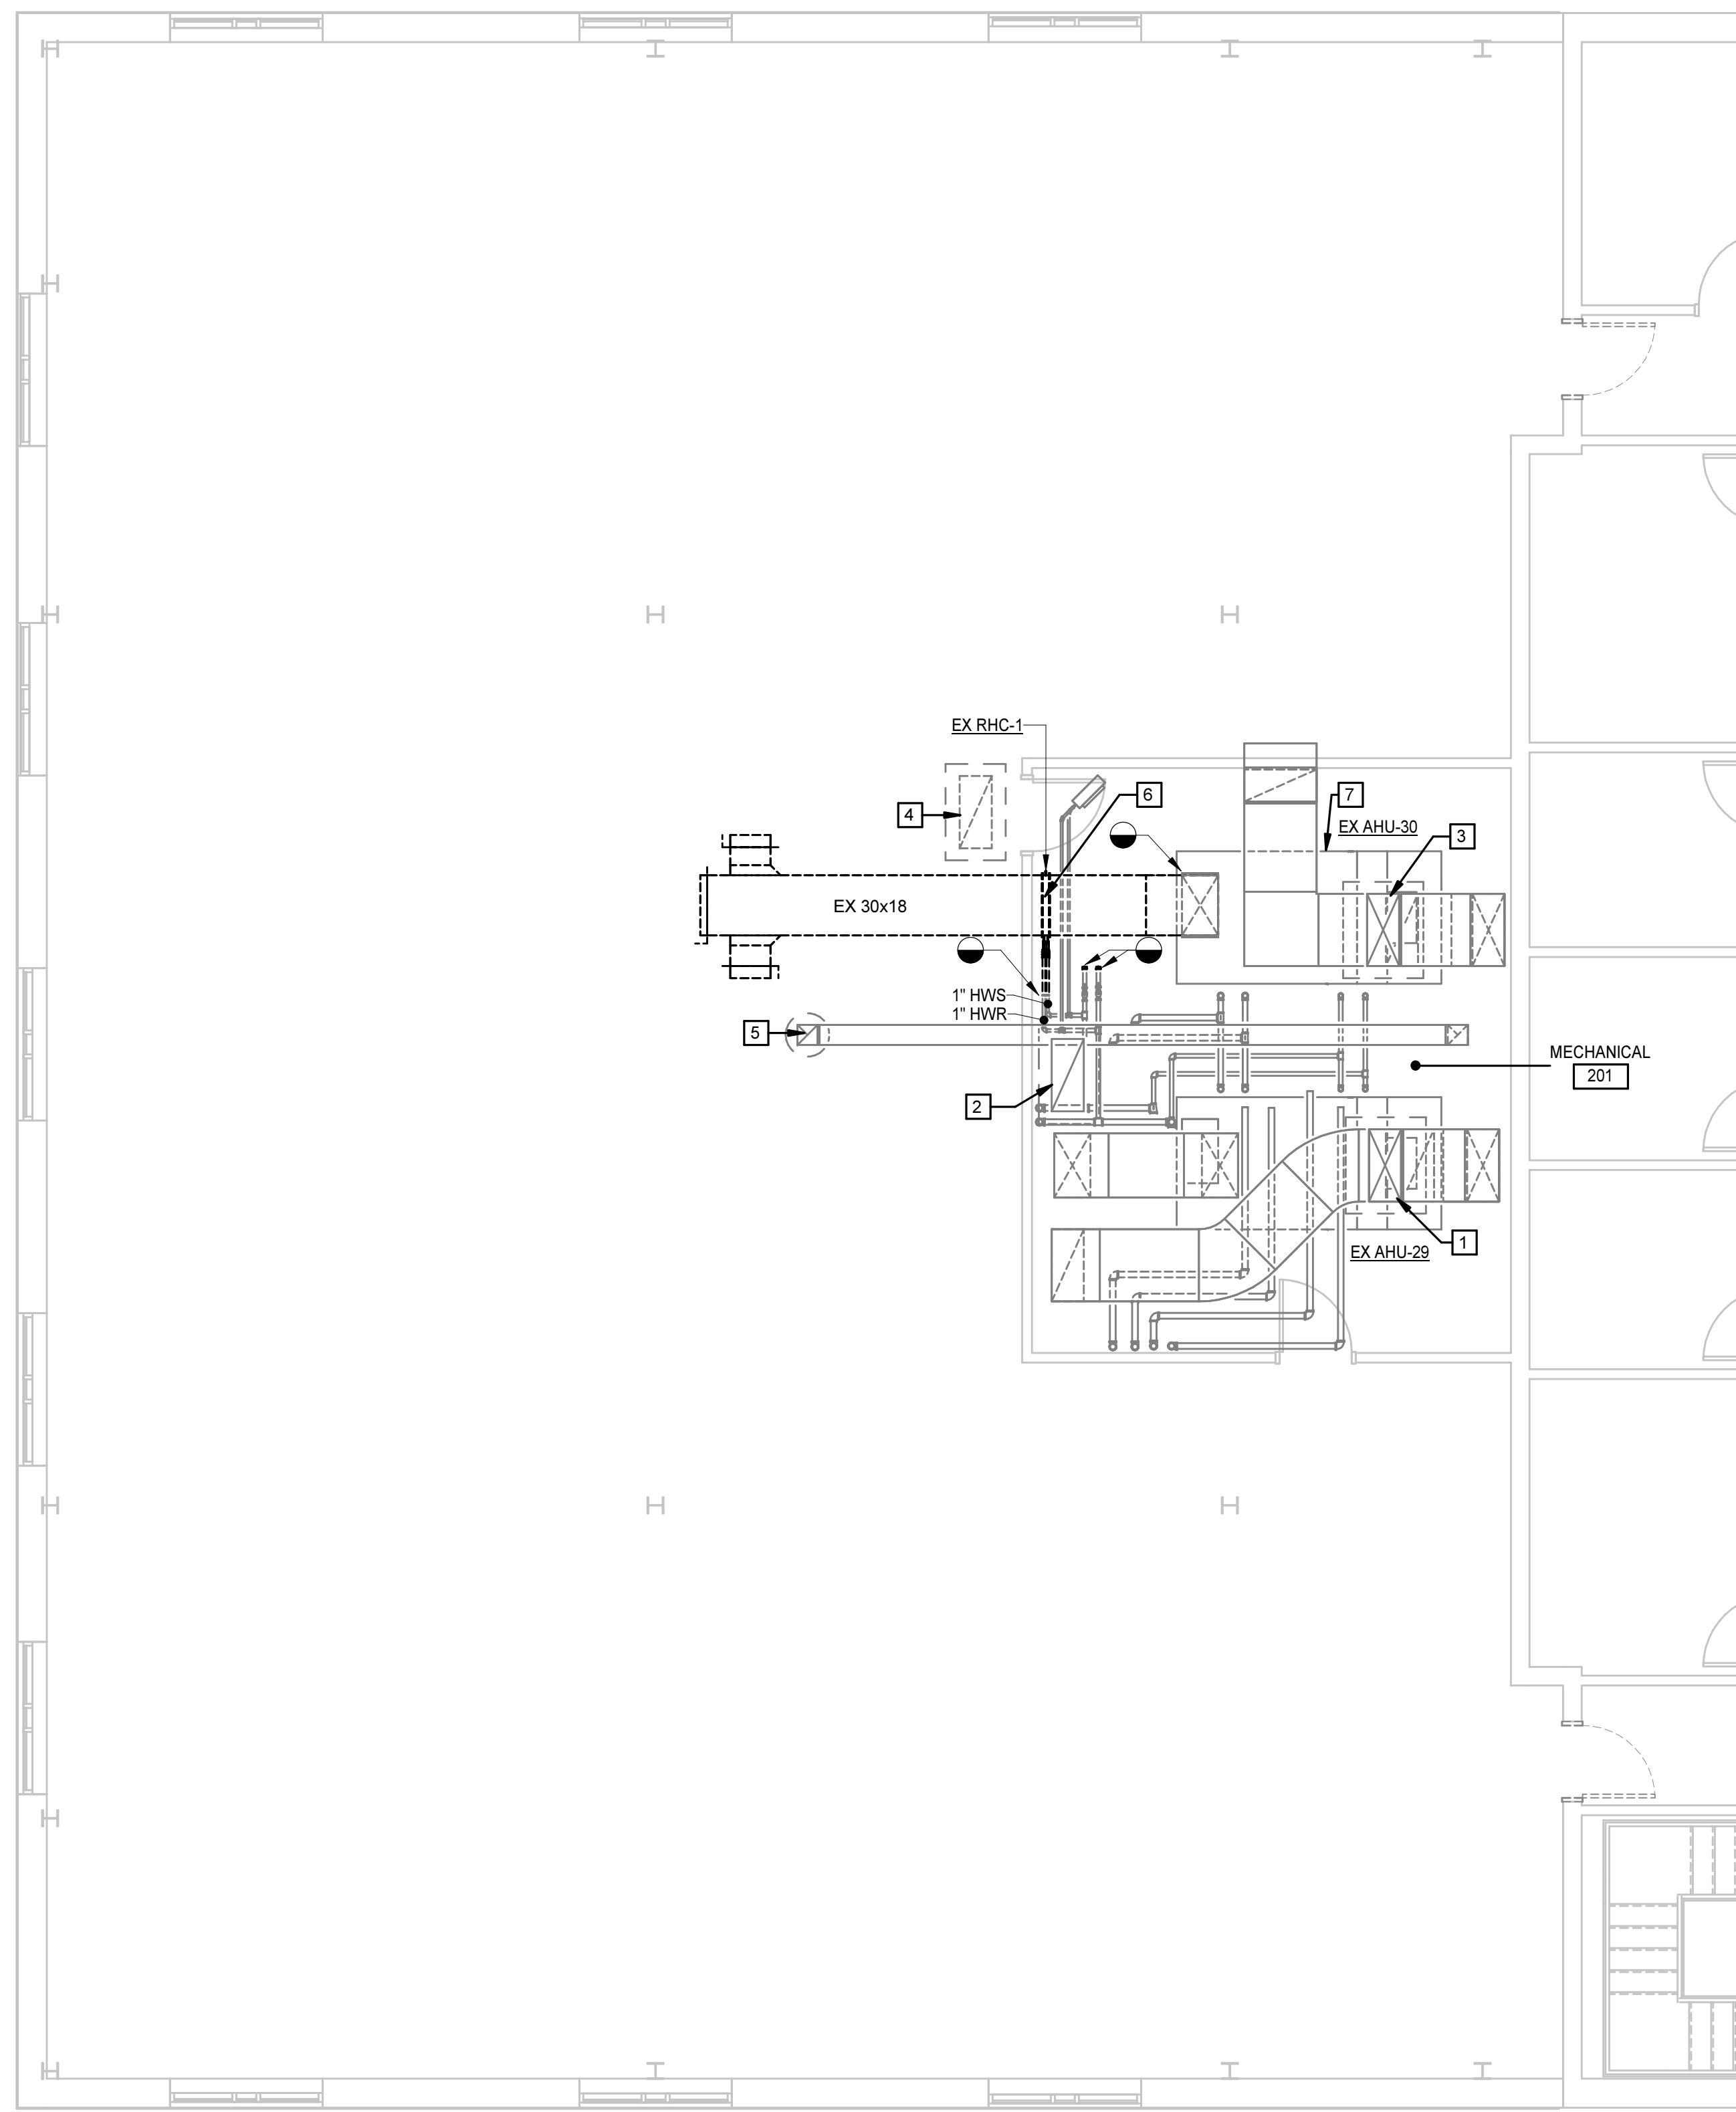 EX RHC-1
6
7
4
EX AHU-30
3
EX 30x18
1" HWS
1" HWR
5
MECHANICAL
201
2
1
EX AHU-29